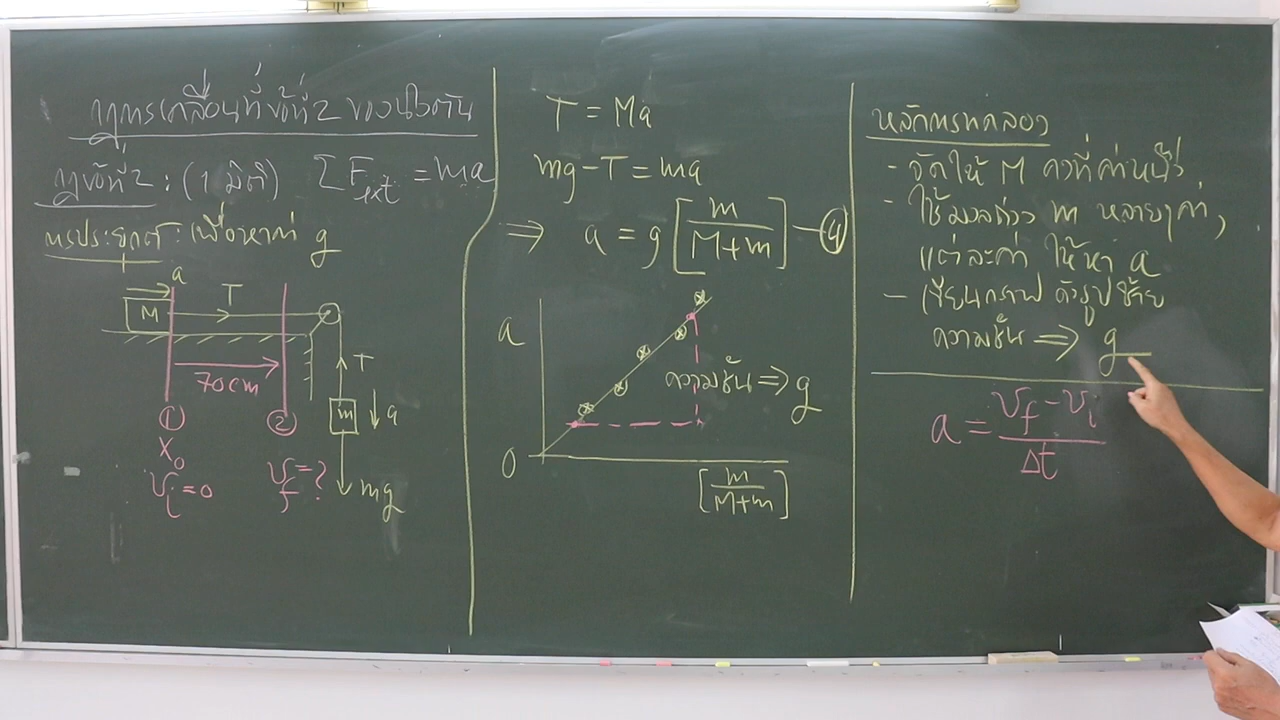 กฎการเคลื่อนที่ข้อที่ 2 ของนิวตัน
กฎข้อที่ 2 : (1 มิติ) ΣF_ext = ma
การประยุกต์ : เพื่อหาค่า g
a
M
T
70cm
T
m
a
mg
①
②
X₀
v_i = 0
v_f = ?
T = Ma
mg - T = ma
⇒ a = g [m/(M+m)] —④
a
ความชัน ⇒ g
0
[m/(M+m)]
หลักการทดลอง
- จัดให้ M คงที่ค่าหนึ่ง
- ใช้มวลถ่วง m หลายๆค่า,
แต่ละค่า ให้หา a
- เขียนกราฟ ดังรูปซ้าย
ความชัน ⇒ g
a = (v_f - v_i)/Δt